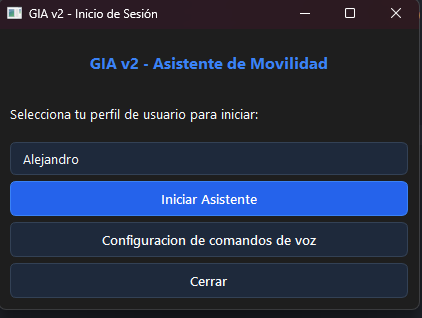 GIA v2 - Inicio de Sesión
GIA v2 - Asistente de Movilidad
Selecciona tu perfil de usuario para iniciar:
Alejandro
Iniciar Asistente
Configuracion de comandos de voz
Cerrar